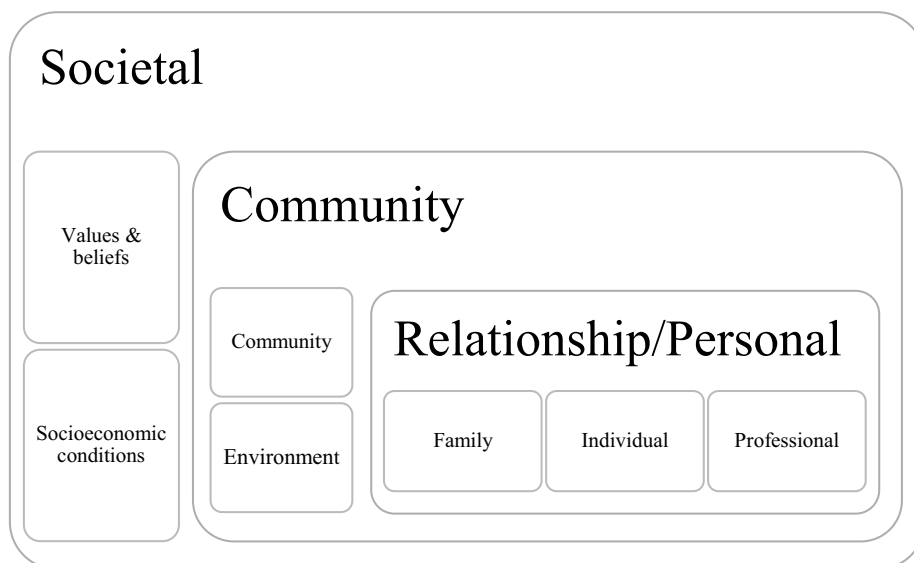 Societal
Values &
beliefs
Socioeconomic
conditions
Community
Community
Environment
Relationship/Personal
Family
Individual
Professional